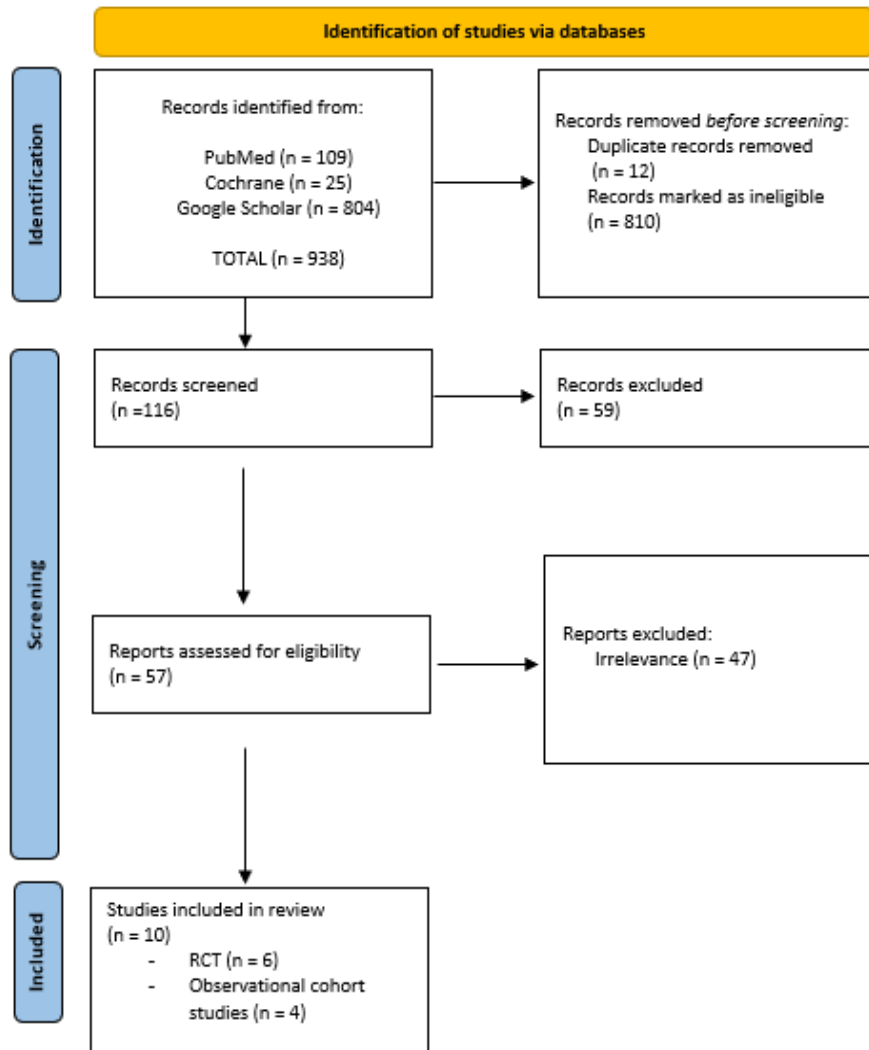 Identification of studies via databases
Identification
Records identified from:
PubMed (n = 109)
Cochrane (n = 25)
Google Scholar (n = 804)
TOTAL (n = 938)
Records removed before screening:
Duplicate records removed
(n = 12)
Records marked as ineligible
(n = 810)
Screening
Records screened
(n =116)
Records excluded
(n = 59)
Reports assessed for eligibility
(n = 57)
Reports excluded:
Irrelevance (n = 47)
Included
Studies included in review
(n = 10)
- RCT (n = 6)
- Observational cohort
studies (n = 4)